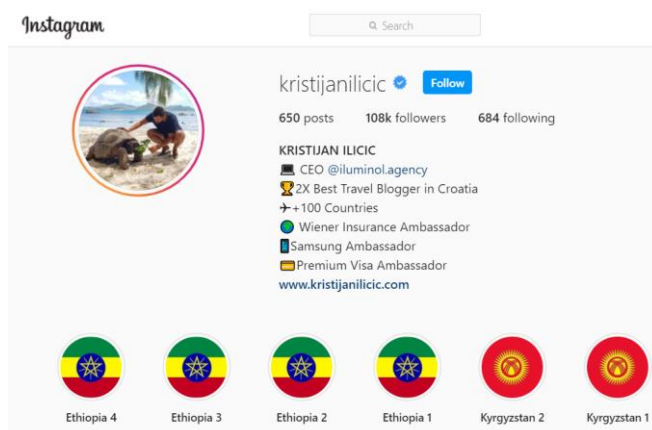 Instagram
Search
kristijanilicic Follow
650 posts 108k followers 684 following
KRISTIJAN ILICIC
CEO @iluminol.agency
2X Best Travel Blogger in Croatia
+100 Countries
Wiener Insurance Ambassador
Samsung Ambassador
Premium Visa Ambassador
www.kristijanilicic.com
Ethiopia 4 Ethiopia 3 Ethiopia 2 Ethiopia 1 Kyrgyzstan 2 Kyrgyzstan 1